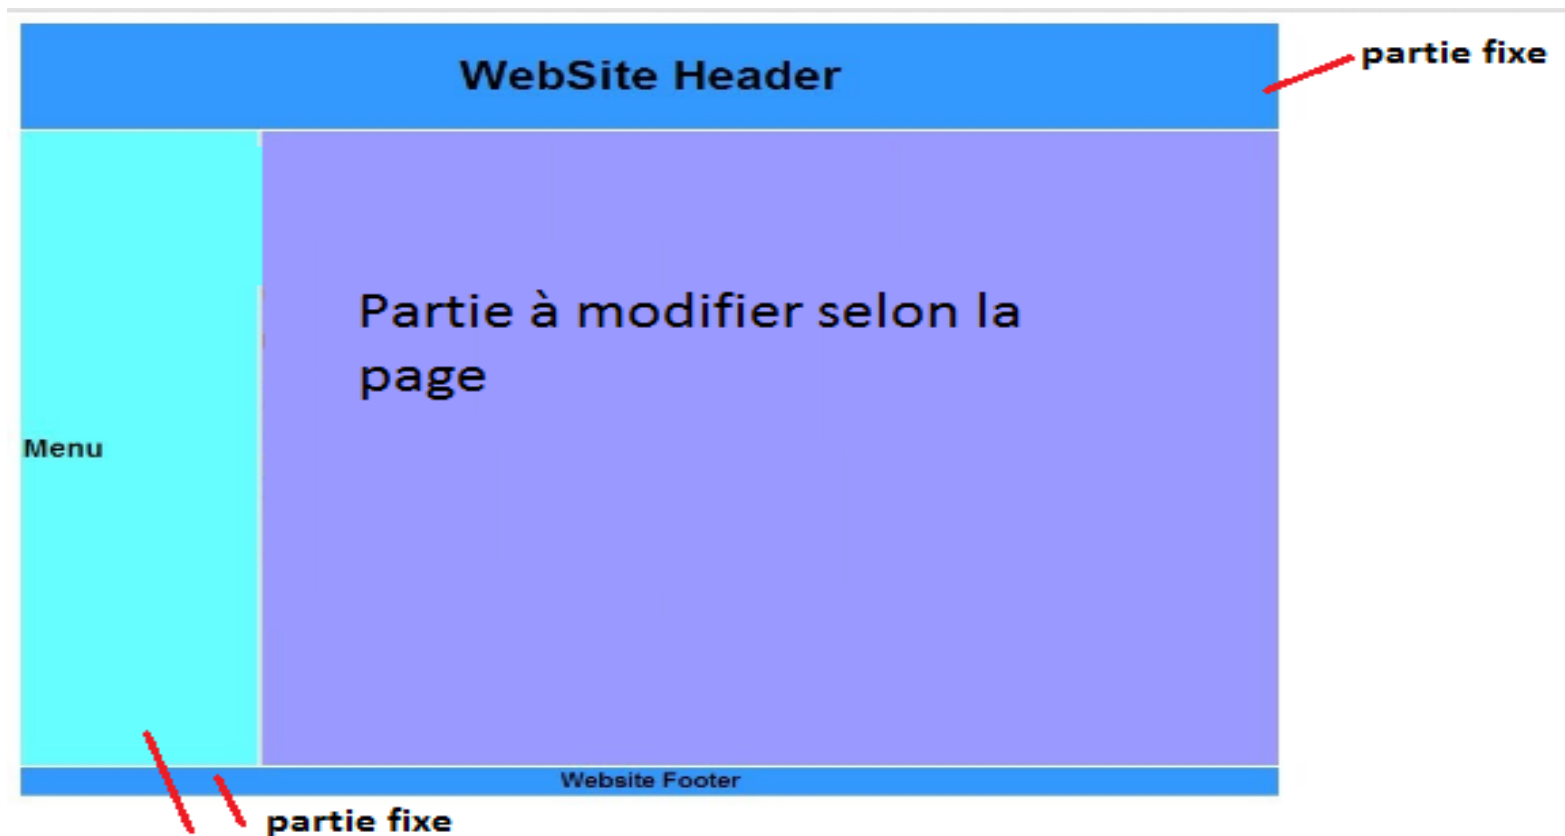 WebSite Header
partie fixe
Partie à modifier selon la
page
Menu
Website Footer
partie fixe